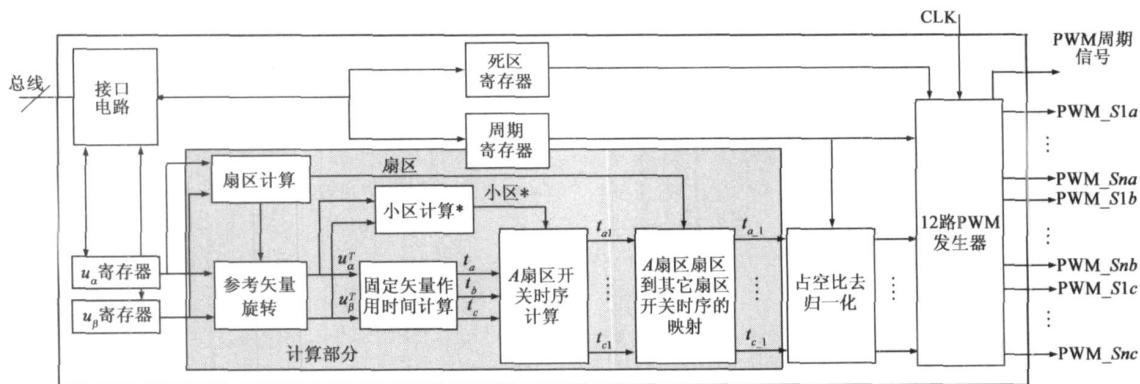 CLK
PWM周期
信号
总线
接口
电路
死区
寄存器
周期
寄存器
PWM_S1a
⋮
PWM_Sna
PWM_S1b
⋮
PWM_Snb
PWM_S1c
⋮
PWM_Snc
扇区计算
扇区
小区计算*
小区*
12路PWM
发生器
uα寄存器
uβ寄存器
参考矢量
旋转
uαᵀ
uβᵀ
固定矢量作
用时间计算
ta
tb
tc
A扇区开
关时序
计算
ta1
⋮
tc1
A扇区扇区
到其它扇区
开关时序的
映射
ta_1
⋮
tc_1
占空比去
归一化
⋮
计算部分